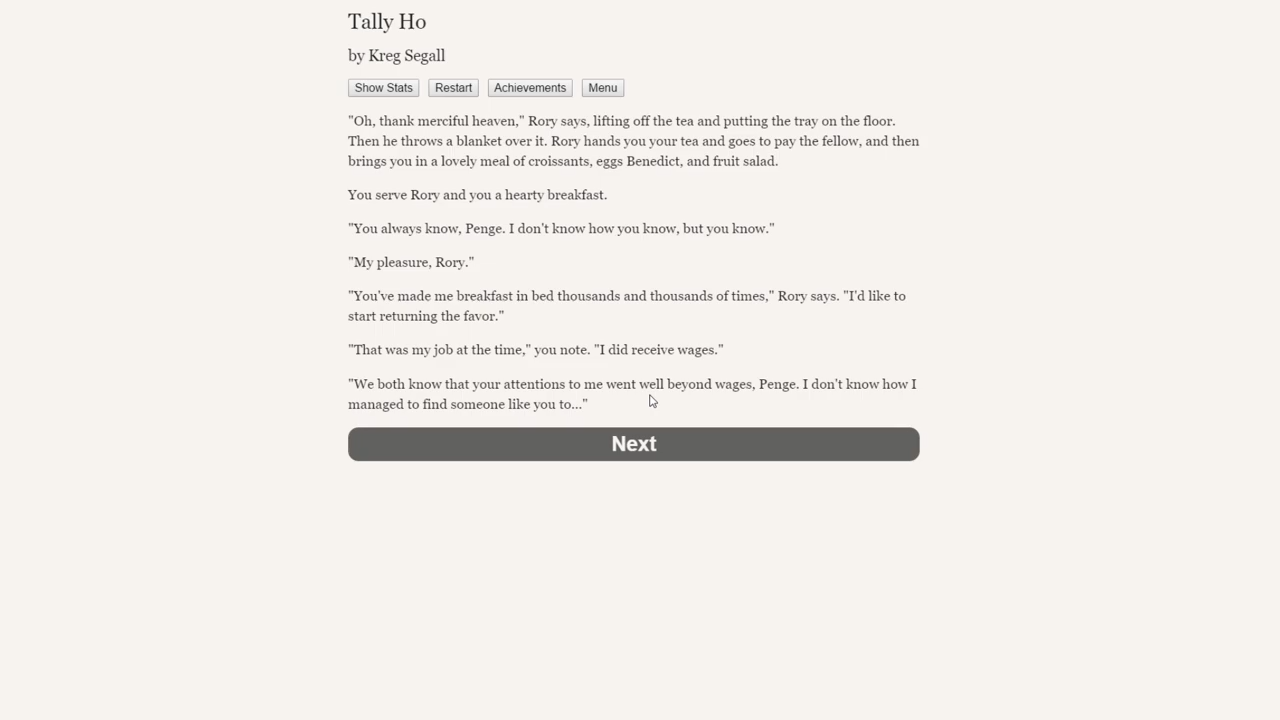 Tally Ho
by Kreg Segall
Show Stats
Restart
Achievements
Menu
"Oh, thank merciful heaven," Rory says, lifting off the tea and putting the tray on the floor.
Then he throws a blanket over it. Rory hands you your tea and goes to pay the fellow, and then
brings you in a lovely meal of croissants, eggs Benedict, and fruit salad.
You serve Rory and you a hearty breakfast.
"You always know, Penge. I don't know how you know, but you know."
"My pleasure, Rory."
"You've made me breakfast in bed thousands and thousands of times," Rory says. "I'd like to
start returning the favor."
"That was my job at the time," you note. "I did receive wages."
"We both know that your attentions to me went well beyond wages, Penge. I don't know how I
managed to find someone like you to..."
Next